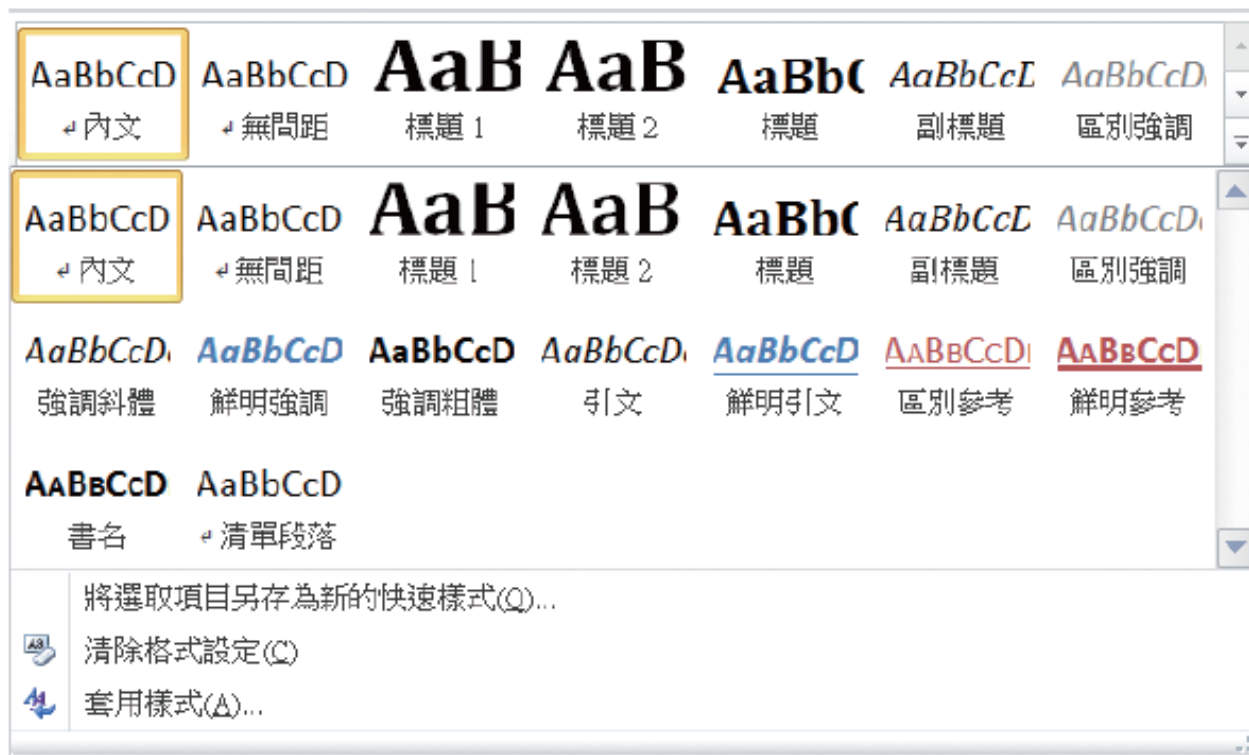 AaBbCcD AaBbCcD AaB AaB AaBb( AaBbCcD AaBbCcD
↲內文 ↲無間距 標題 1 標題 2 標題 副標題 區別強調
AaBbCcD AaBbCcD AaB AaB AaBb( AaBbCcD AaBbCcD
↲內文 ↲無間距 標題 1 標題 2 標題 副標題 區別強調
AaBbCcD AaBbCcD AaBbCcD AaBbCcD AaBbCcD AABBCCD AABBCCD
強調斜體 鮮明強調 強調粗體 引文 鮮明引文 區別參考 鮮明參考
AABBCCD AaBbCcD
書名 ↲清單段落
將選取項目另存為新的快速樣式(Q)...
清除格式設定(C)
套用樣式(A)...